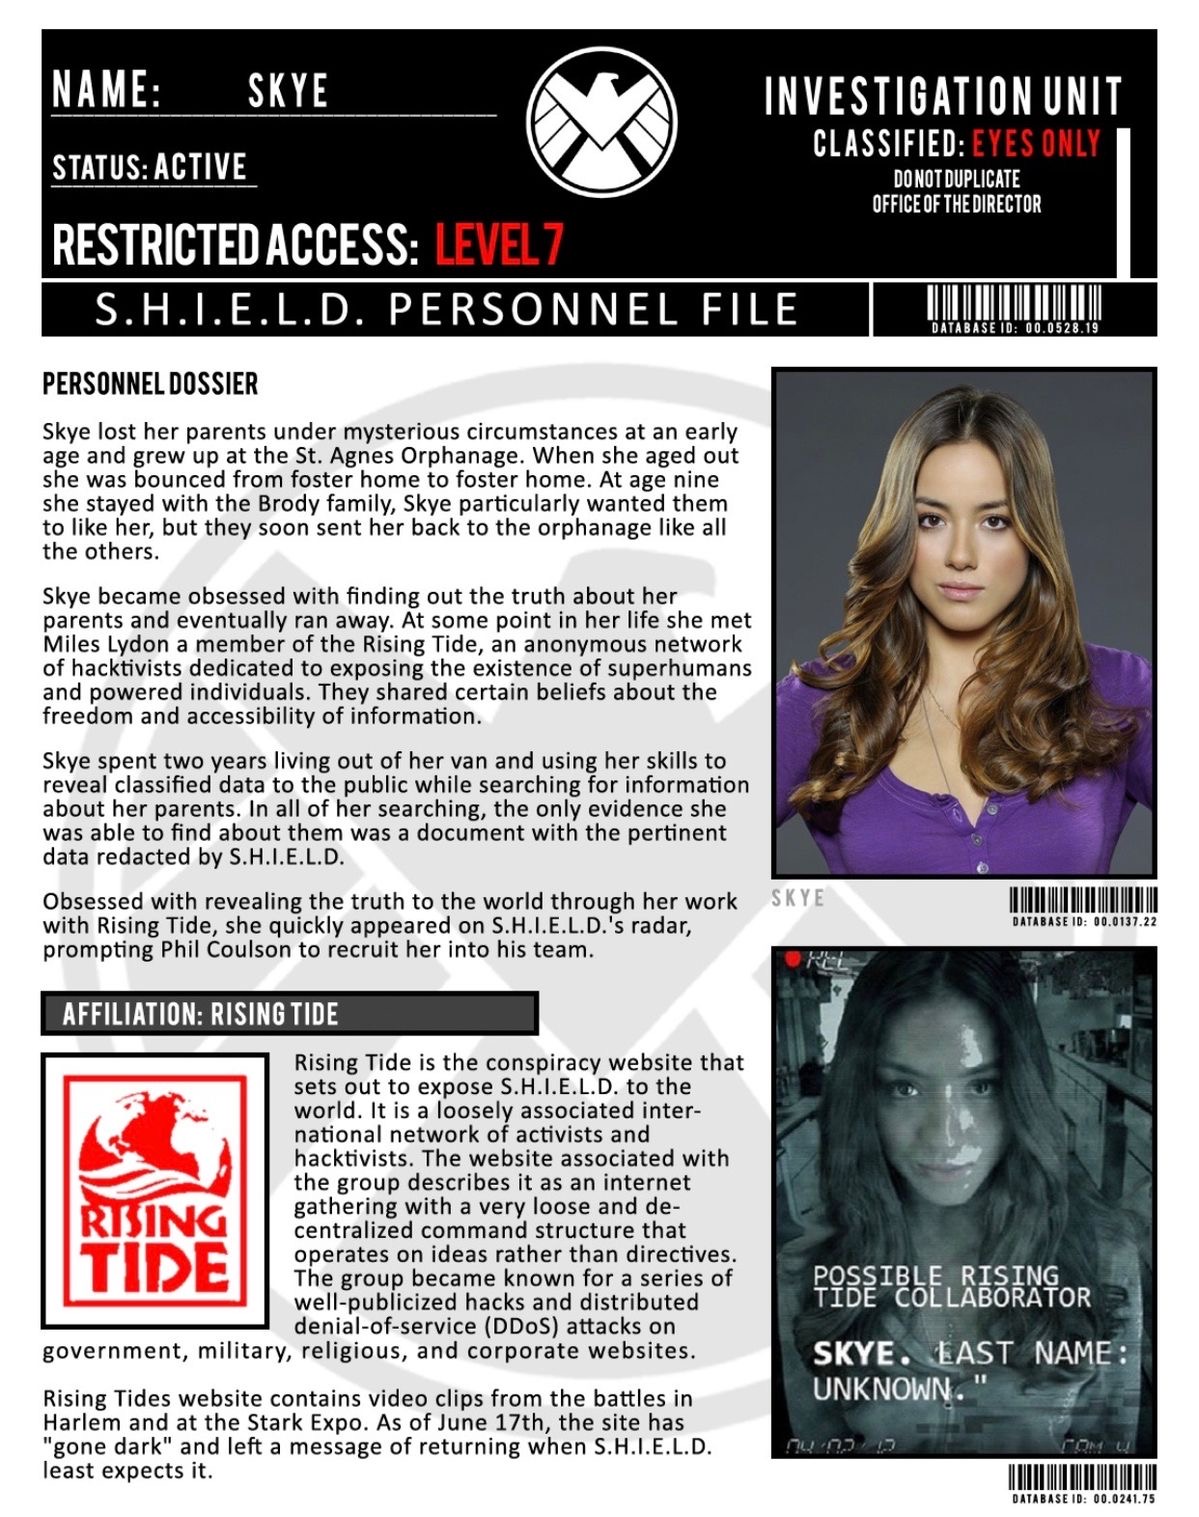 NAME: SKYE
STATUS: ACTIVE
RESTRICTED ACCESS: LEVEL 7
INVESTIGATION UNIT
CLASSIFIED: EYES ONLY
DO NOT DUPLICATE
OFFICE OF THE DIRECTOR
S.H.I.E.L.D. PERSONNEL FILE
DATABASE ID: 00.0528.19
PERSONNEL DOSSIER
Skye lost her parents under mysterious circumstances at an early
age and grew up at the St. Agnes Orphanage. When she aged out
she was bounced from foster home to foster home. At age nine
she stayed with the Brody family, Skye particularly wanted them
to like her, but they soon sent her back to the orphanage like all
the others.
Skye became obsessed with finding out the truth about her
parents and eventually ran away. At some point in her life she met
Miles Lydon a member of the Rising Tide, an anonymous network
of hacktivists dedicated to exposing the existence of superhumans
and powered individuals. They shared certain beliefs about the
freedom and accessibility of information.
Skye spent two years living out of her van and using her skills to
reveal classified data to the public while searching for information
about her parents. In all of her searching, the only evidence she
was able to find about them was a document with the pertinent
data redacted by S.H.I.E.L.D.
Obsessed with revealing the truth to the world through her work
with Rising Tide, she quickly appeared on S.H.I.E.L.D.'s radar,
prompting Phil Coulson to recruit her into his team.
AFFILIATION: RISING TIDE
RISING
TIDE
Rising Tide is the conspiracy website that
sets out to expose S.H.I.E.L.D. to the
world. It is a loosely associated inter-
national network of activists and
hacktivists. The website associated with
the group describes it as an internet
gathering with a very loose and de-
centralized command structure that
operates on ideas rather than directives.
The group became known for a series of
well-publicized hacks and distributed
denial-of-service (DDoS) attacks on
government, military, religious, and corporate websites.
Rising Tides website contains video clips from the battles in
Harlem and at the Stark Expo. As of June 17th, the site has
"gone dark" and left a message of returning when S.H.I.E.L.D.
least expects it.
SKYE
DATABASE ID: 00.0137.22
POSSIBLE RISING
TIDE COLLABORATOR
SKYE. LAST NAME:
UNKNOWN."
CAM 4
DATABASE ID: 00.0241.75